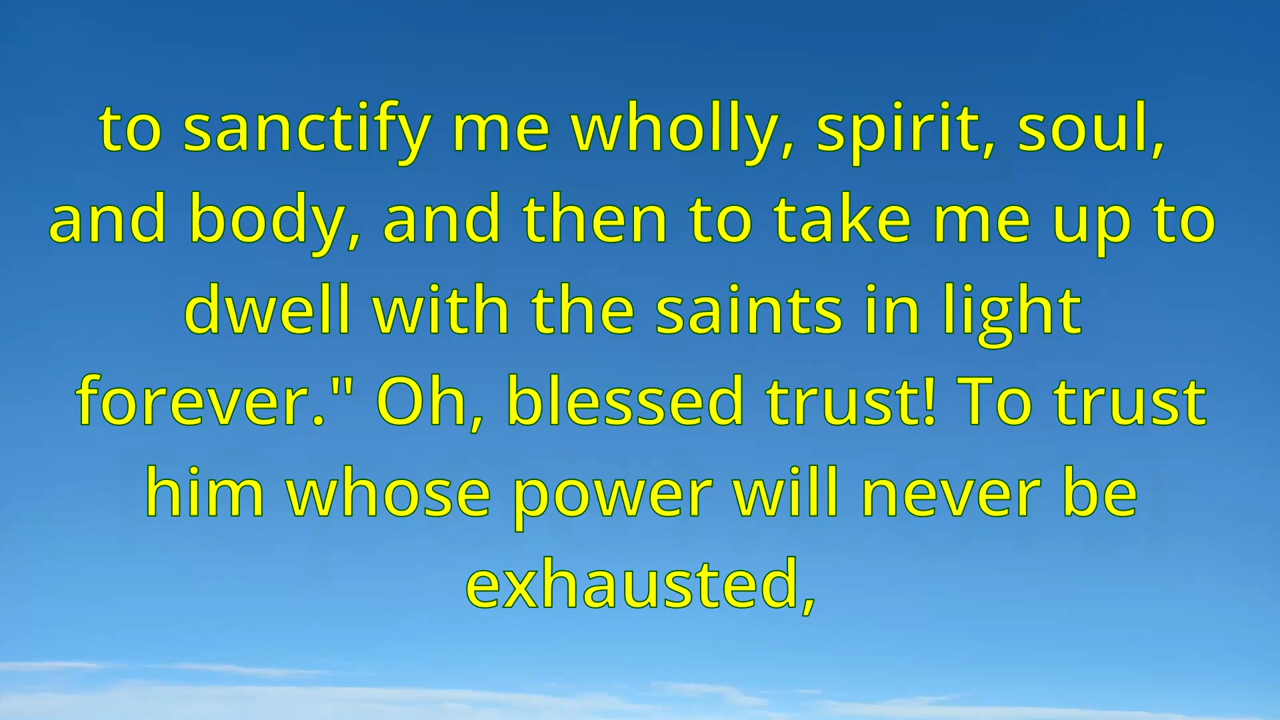 to sanctify me wholly, spirit, soul,
and body, and then to take me up to
dwell with the saints in light
forever." Oh, blessed trust! To trust
him whose power will never be
exhausted,